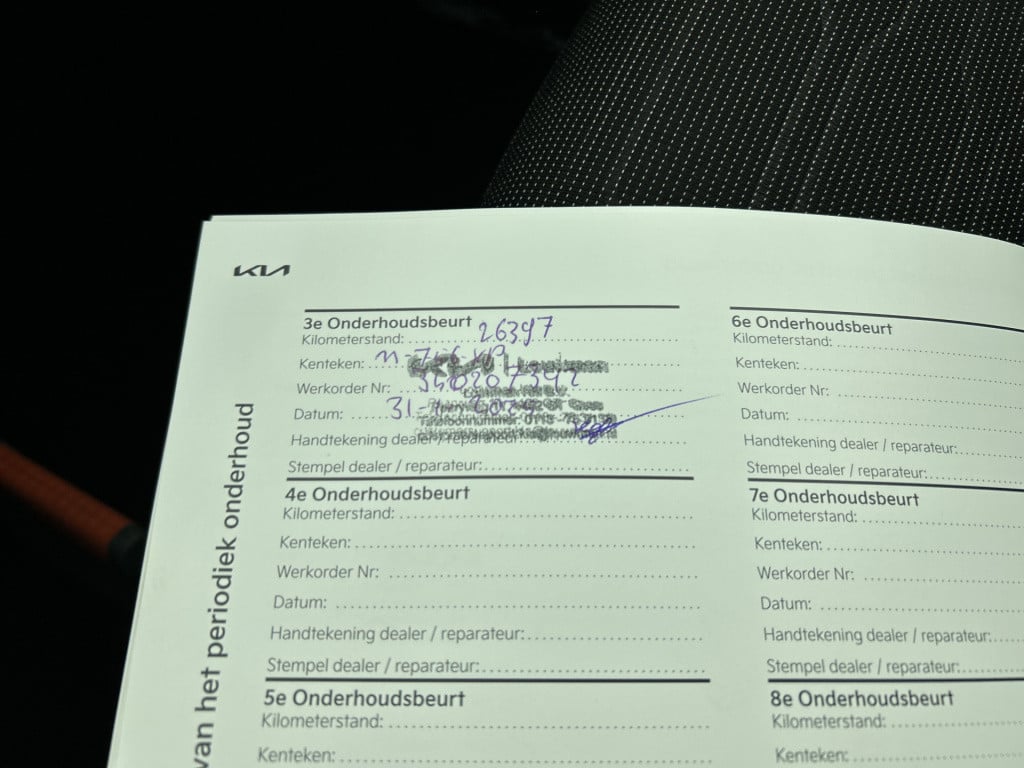 KIA
van het periodiek onderhoud
3e Onderhoudsbeurt
Kilometerstand: 26397
Kenteken:
Werkorder Nr:
Datum: 31-
Handtekening dealer / reparateur:
Stempel dealer / reparateur:
4e Onderhoudsbeurt
Kilometerstand:
Kenteken:
Werkorder Nr:
Datum:
Handtekening dealer / reparateur:
Stempel dealer / reparateur:
5e Onderhoudsbeurt
Kilometerstand:
Kenteken:
6e Onderhoudsbeurt
Kilometerstand:
Kenteken:
Werkorder Nr:
Datum:
Handtekening dealer / reparateur:
Stempel dealer / reparateur:
7e Onderhoudsbeurt
Kilometerstand:
Kenteken:
Werkorder Nr:
Datum:
Handtekening dealer / reparateur:
Stempel dealer / reparateur:
8e Onderhoudsbeurt
Kilometerstand:
Kenteken: